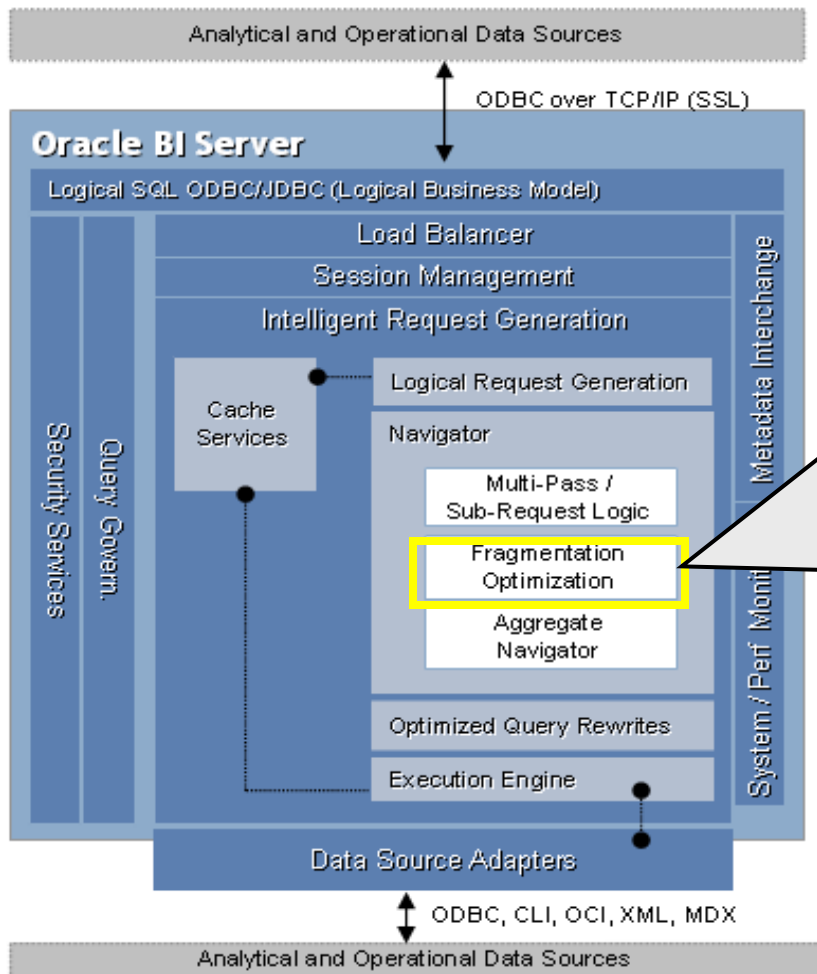 Analytical and Operational Data Sources
ODBC over TCP/IP (SSL)
Oracle BI Server
Logical SQL ODBC/JDBC (Logical Business Model)
Load Balancer
Session Management
Intelligent Request Generation
Security Services
Query Govern.
Cache
Services
Logical Request Generation
Navigator
Multi-Pass /
Sub-Request Logic
Fragmentation
Optimization
Aggregate
Navigator
Optimized Query Rewrites
Execution Engine
Metadata Interchange
System / Perf Monit
Data Source Adapters
ODBC, CLI, OCI, XML, MDX
Analytical and Operational Data Sources